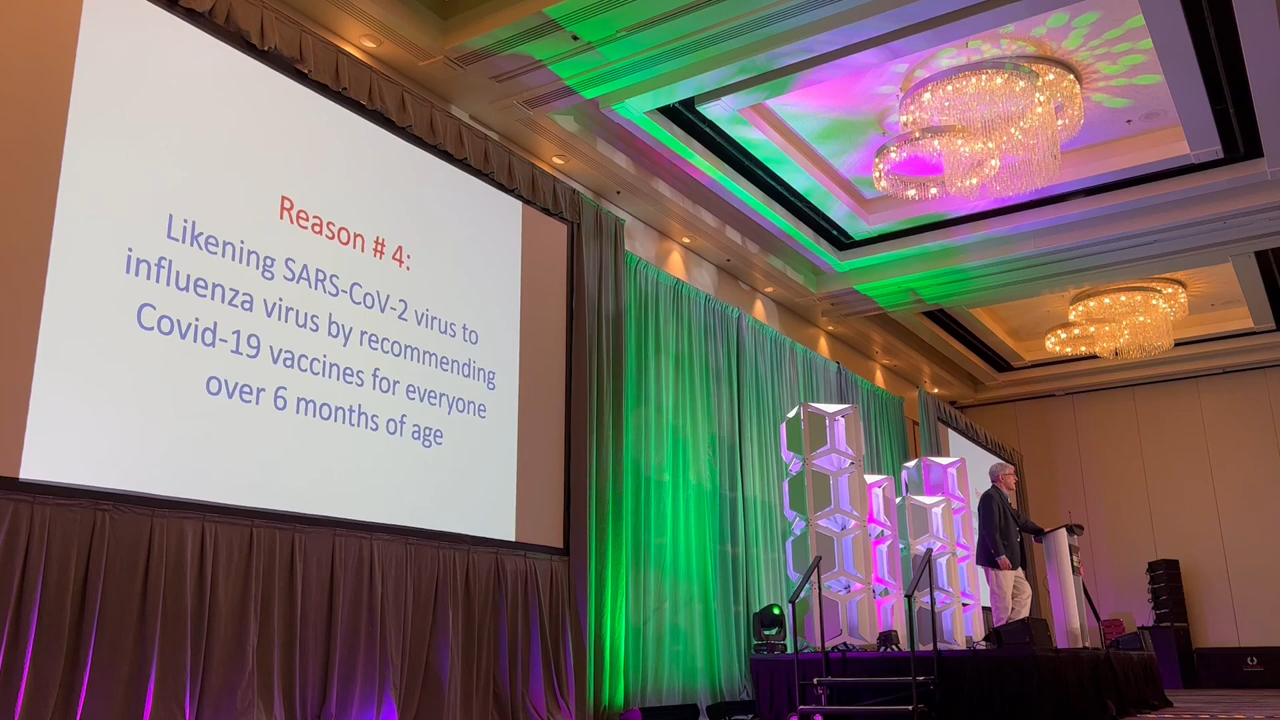 Reason # 4:
Likening SARS-CoV-2 virus to
influenza virus by recommending
Covid-19 vaccines for everyone
over 6 months of age